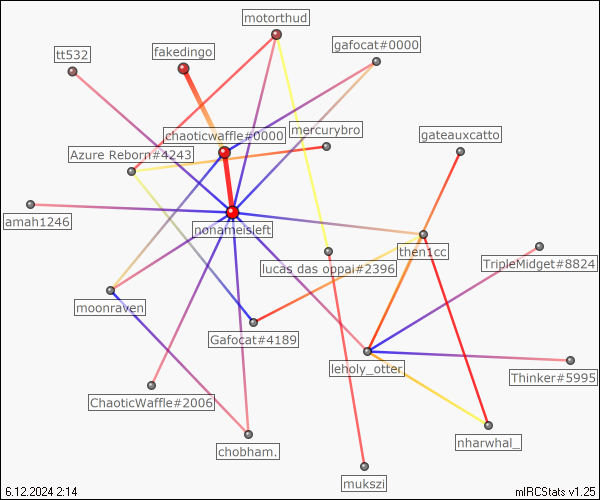 motorthud
gafocat#0000
fakedingo
tt532
chaoticwaffle#0000
mercurybro
gateauxcatto
Azure Reborn#4243
amah1246
nonameisleft
then1cc
TripleMidget#8824
lucas das oppai#2396
moonraven
Gafocat#4189
leholy_otter
Thinker#5995
ChaoticWaffle#2006
chobham.
nharwhal_
mukszi
6.12.2024 2:14
mIRCStats v1.25